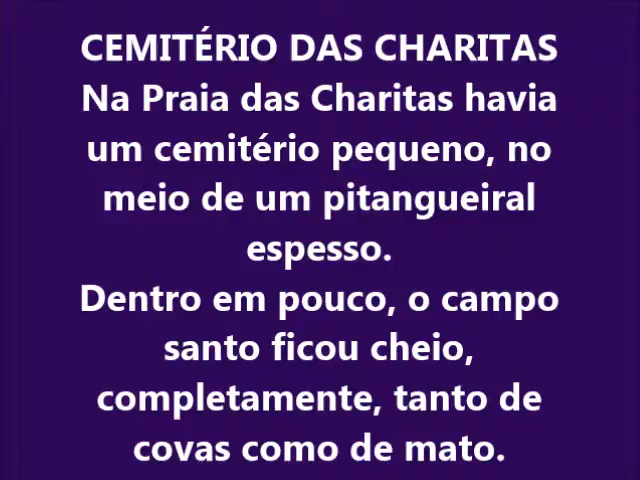 CEMITÉRIO DAS CHARITAS
Na Praia das Charitas havia
um cemitério pequeno, no
meio de um pitangueiral
espesso.
Dentro em pouco, o campo
santo ficou cheio,
completamente, tanto de
covas como de mato.